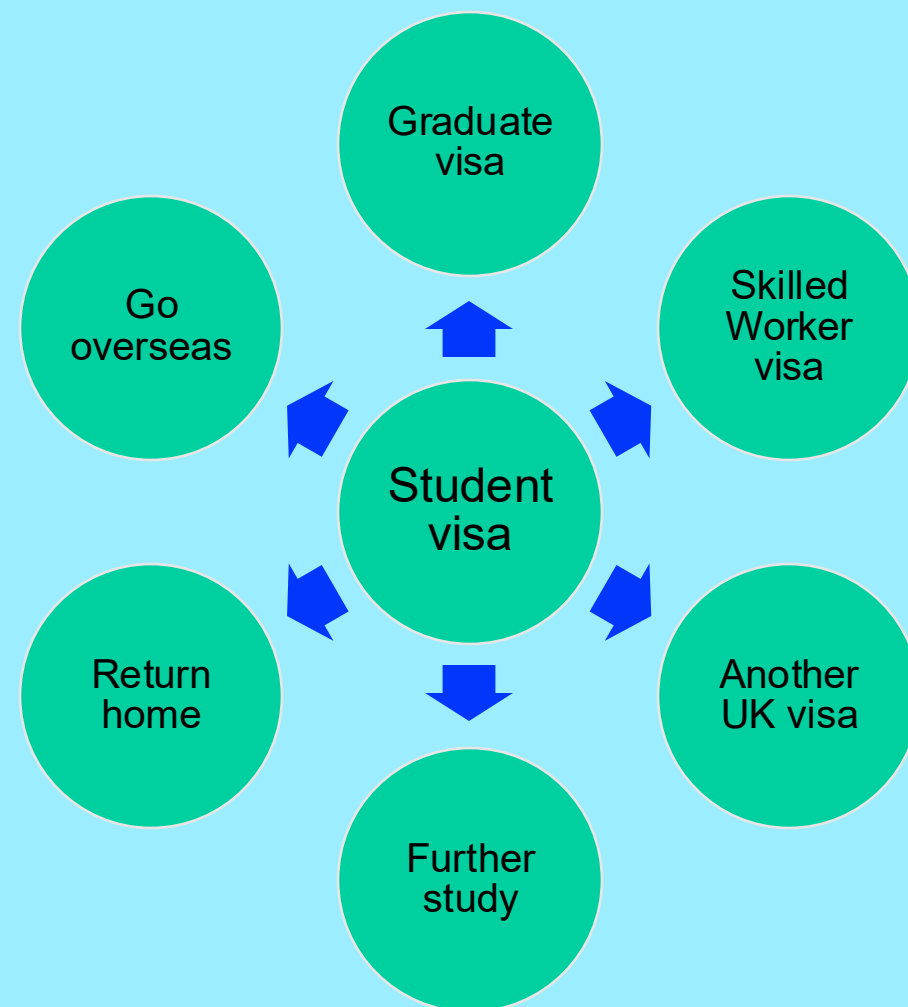 Graduate
visa
Skilled
Worker
visa
Go
overseas
Student
visa
Another
UK visa
Return
home
Further
study